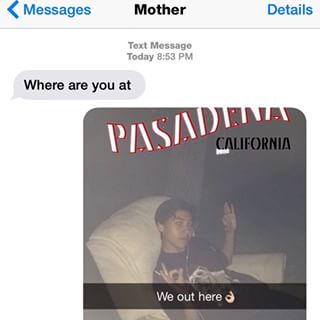 Messages
Mother
Details
Text Message
Today 8:53 PM
Where are you at
PASADENA
CALIFORNIA
We out here👌🏼